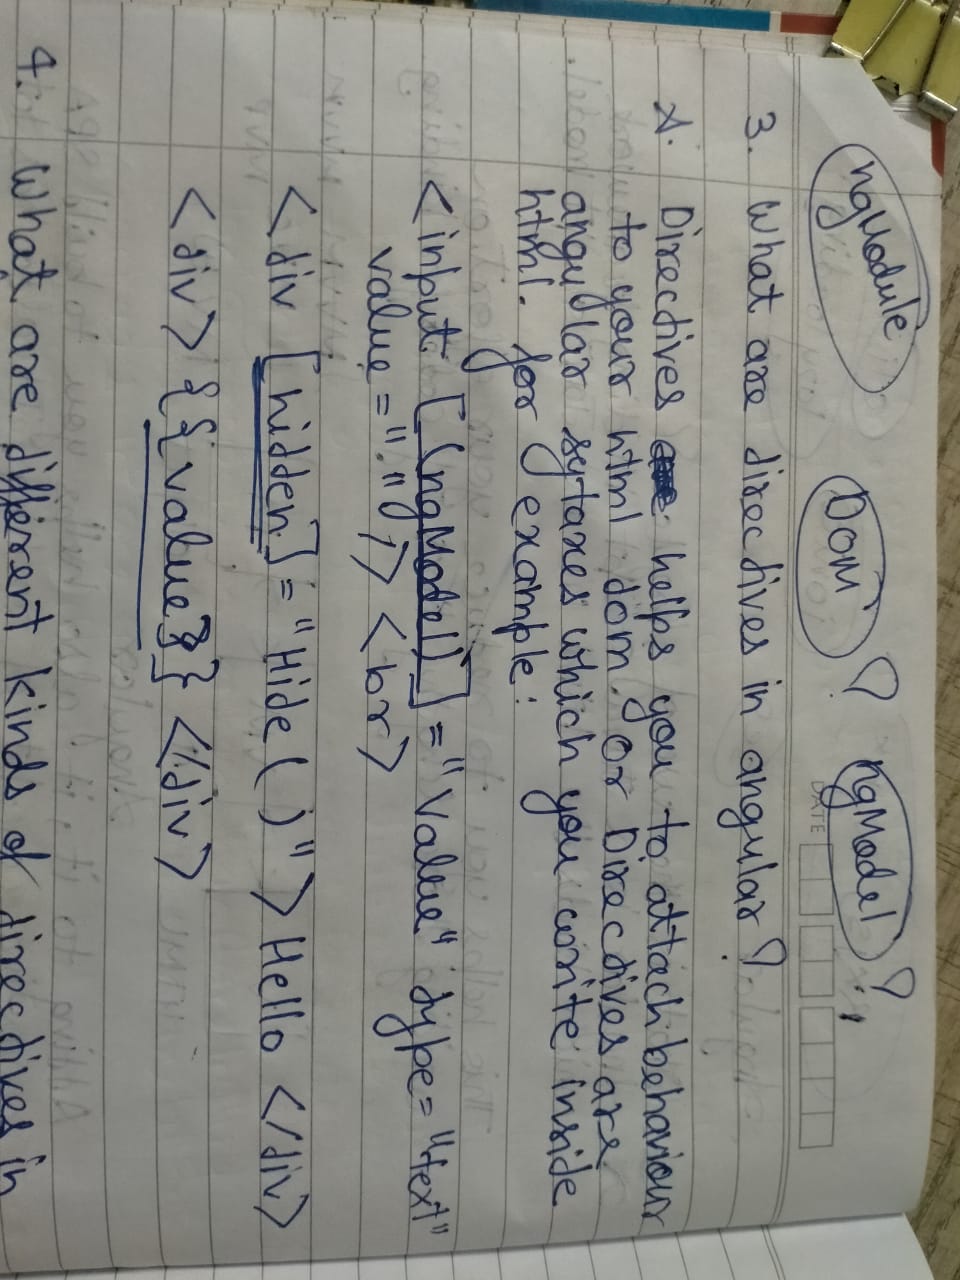 ngModule DOM ? ngModel ?
DATE
3. What are directives in angular ?
A. Directives helps you to attach behaviour
to your html dom. or Directives are
angular sytaxes which you write inside
html. for example:
<input [(ngModel)] = "Value" type = "text"
value = "" /> <br>
<div [hidden] = "Hide ( )" > Hello </div>
<div> {{ value }} </div>
4. What are different kinds of directives in